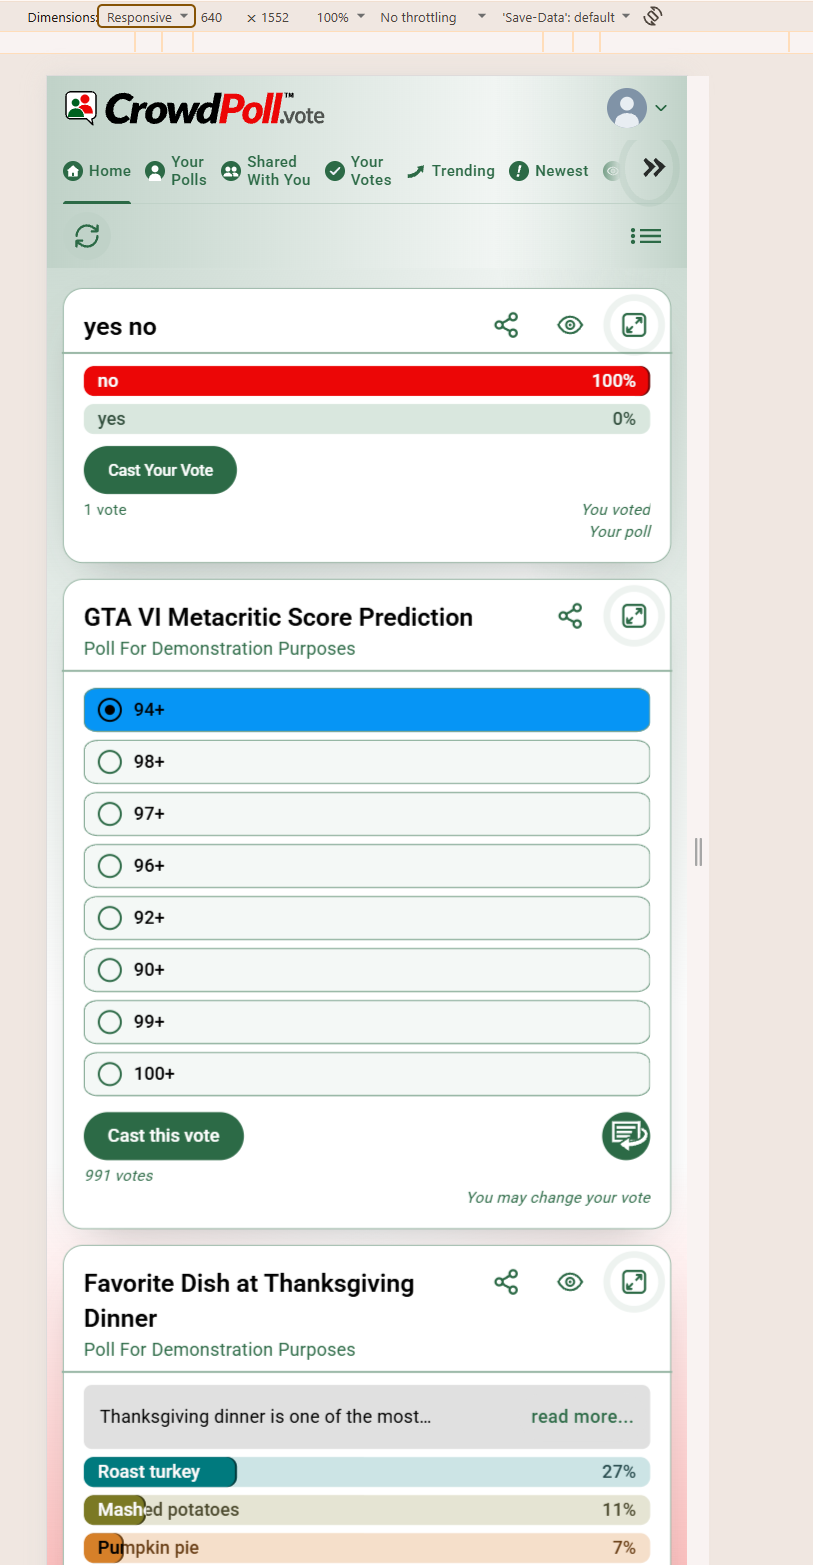 Dimensions: Responsive 640 × 1552 100% No throttling 'Save-Data': default
CrowdPoll.vote™
Home
Your Polls
Shared With You
Your Votes
Trending
Newest
yes no
no 100%
yes 0%
Cast Your Vote
1 vote
You voted
Your poll
GTA VI Metacritic Score Prediction
Poll For Demonstration Purposes
94+
98+
97+
96+
92+
90+
99+
100+
Cast this vote
991 votes
You may change your vote
Favorite Dish at Thanksgiving
Dinner
Poll For Demonstration Purposes
Thanksgiving dinner is one of the most... read more...
Roast turkey 27%
Mashed potatoes 11%
Pumpkin pie 7%